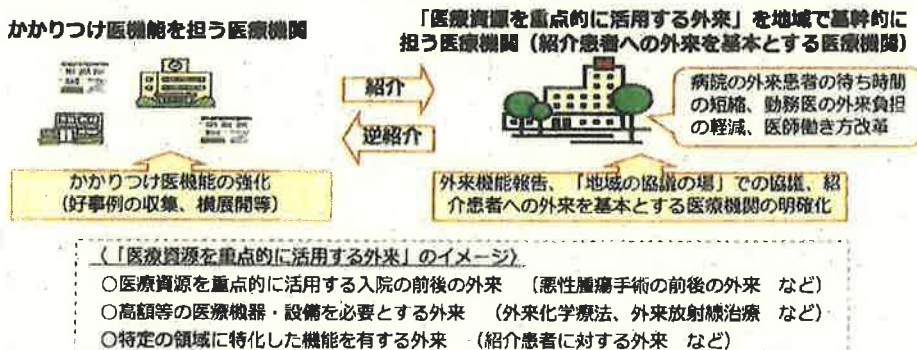 かかりつけ医機能を担う医療機関
「医療資源を重点的に活用する外来」を地域で基幹的に
担う医療機関（紹介患者への外来を基本とする医療機関）
紹介
逆紹介
病院の外来患者の待ち時間
の短縮、勤務医の外来負担
の軽減、医師働き方改革
かかりつけ医機能の強化
（好事例の収集、横展開等）
外来機能報告、「地域の協議の場」での協議、紹
介患者への外来を基本とする医療機関の明確化
〈「医療資源を重点的に活用する外来」のイメージ〉
○医療資源を重点的に活用する入院の前後の外来　（悪性腫瘍手術の前後の外来　など）
○高額等の医療機器・設備を必要とする外来　（外来化学療法、外来放射線治療　など）
○特定の領域に特化した機能を有する外来　（紹介患者に対する外来　など）